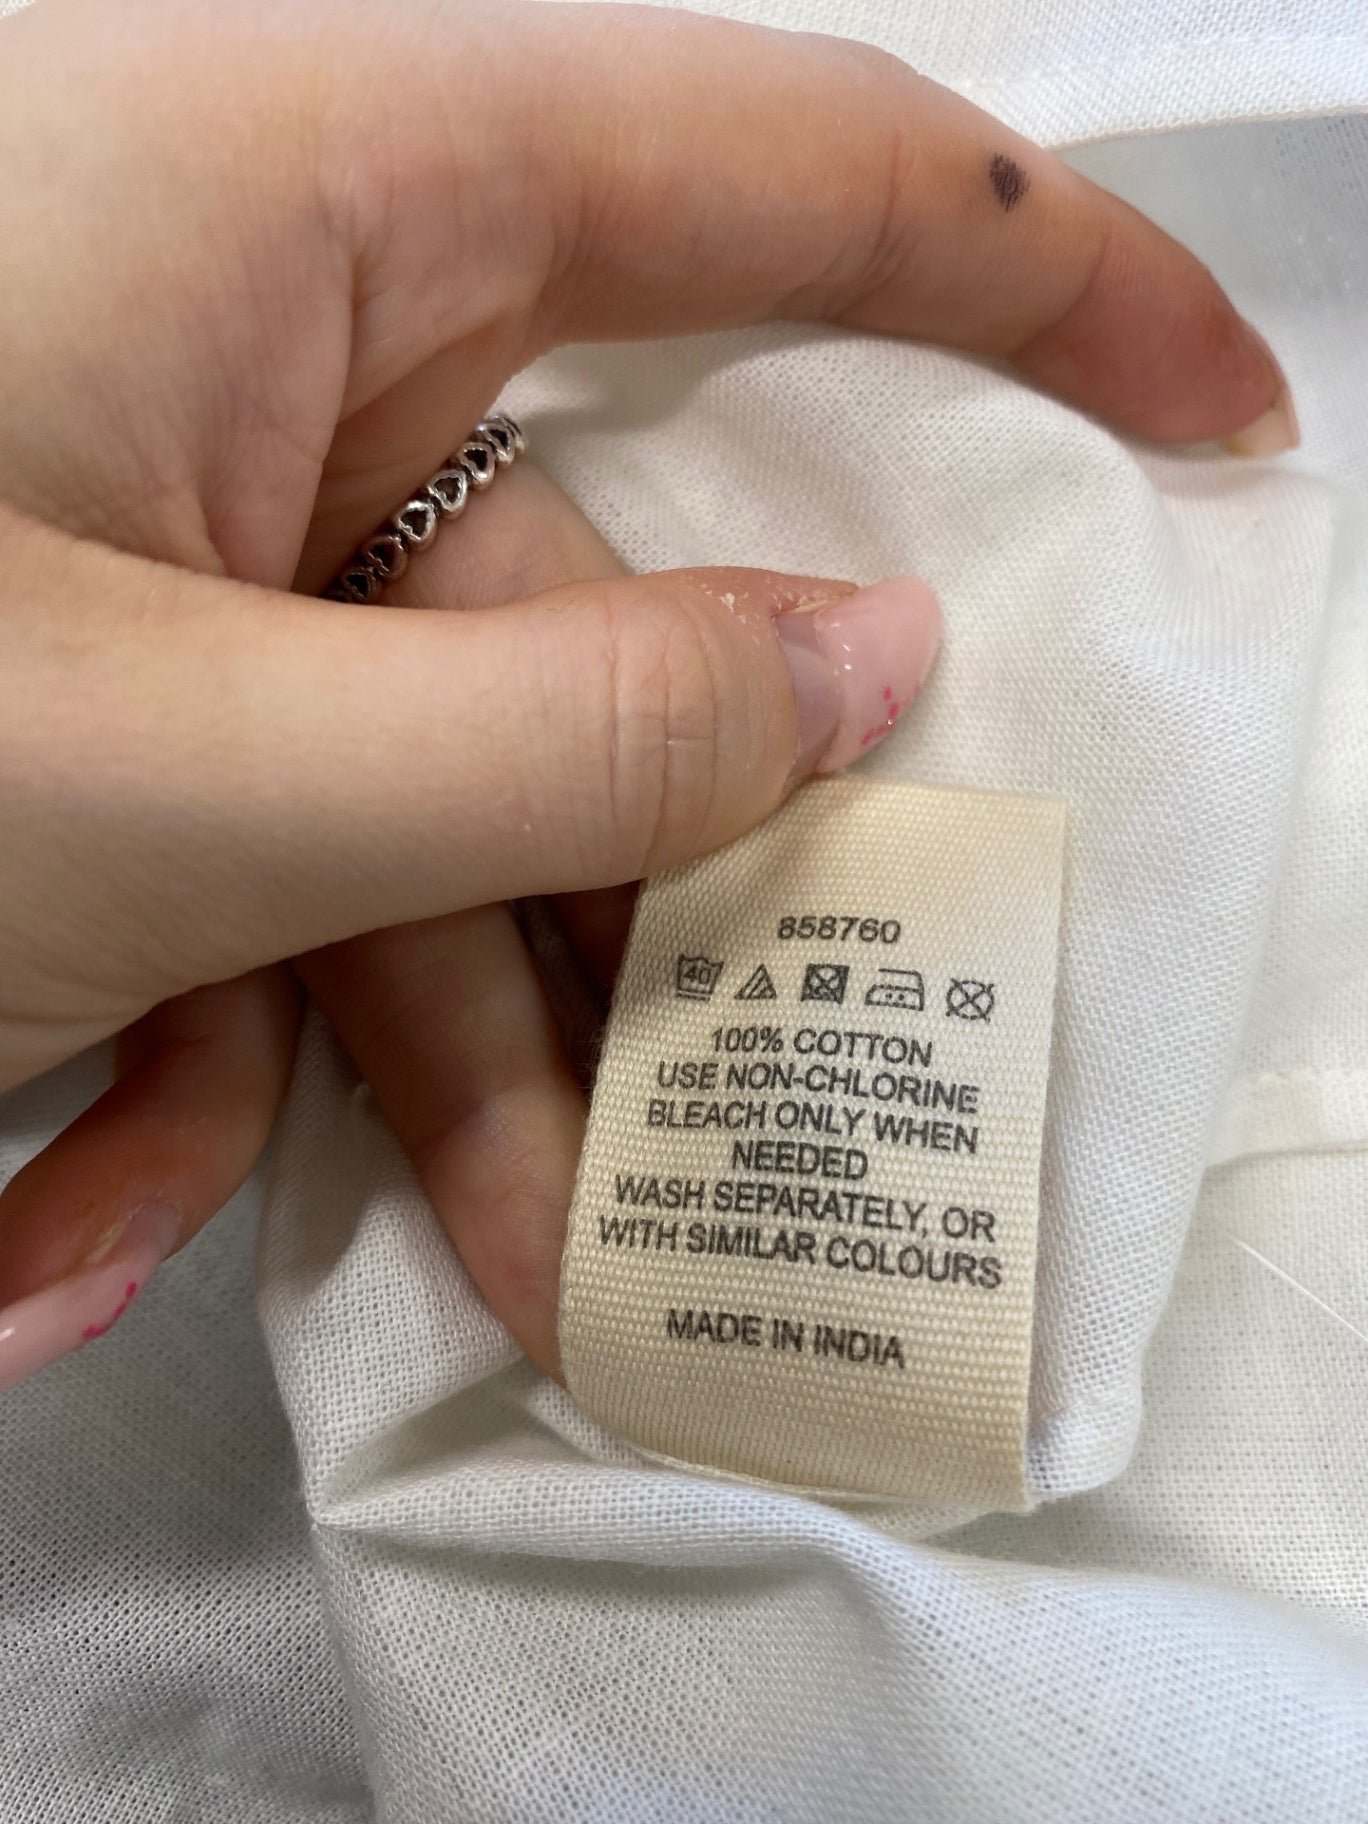 858760
40
100% COTTON
USE NON-CHLORINE
BLEACH ONLY WHEN
NEEDED
WASH SEPARATELY, OR
WITH SIMILAR COLOURS
MADE IN INDIA